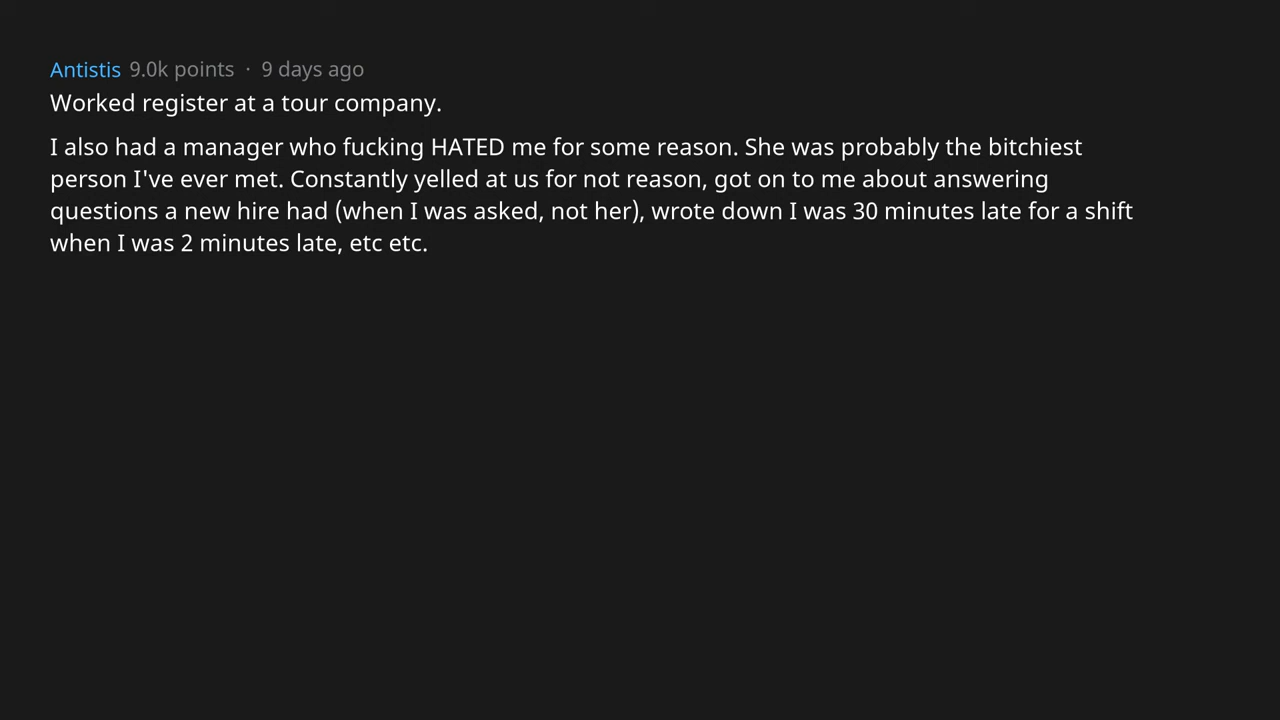 Antistis 9.0k points · 9 days ago
Worked register at a tour company.
I also had a manager who fucking HATED me for some reason. She was probably the bitchiest
person I've ever met. Constantly yelled at us for not reason, got on to me about answering
questions a new hire had (when I was asked, not her), wrote down I was 30 minutes late for a shift
when I was 2 minutes late, etc etc.